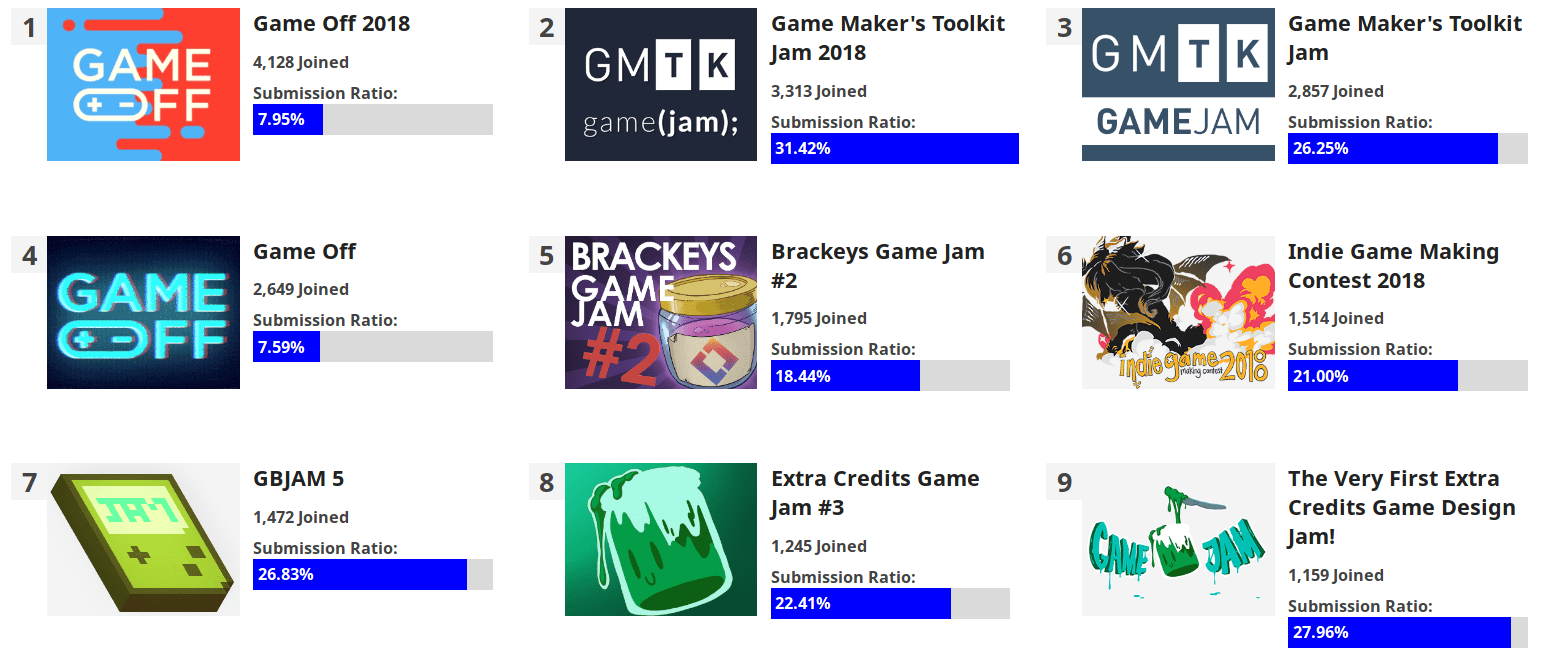 1
GAME
OFF
Game Off 2018
4,128 Joined
Submission Ratio:
7.95%
2
GMTK
game(jam);
Game Maker's Toolkit
Jam 2018
3,313 Joined
Submission Ratio:
31.42%
3
GMTK
GAMEJAM
Game Maker's Toolkit
Jam
2,857 Joined
Submission Ratio:
26.25%
4
GAME
OFF
Game Off
2,649 Joined
Submission Ratio:
7.59%
5
BRACKEYS
GAME
JAM
#2
Brackeys Game Jam
#2
1,795 Joined
Submission Ratio:
18.44%
6
indie game 2018
making contest
Indie Game Making
Contest 2018
1,514 Joined
Submission Ratio:
21.00%
7
JAM
GBJAM 5
1,472 Joined
Submission Ratio:
26.83%
8
Extra Credits Game
Jam #3
1,245 Joined
Submission Ratio:
22.41%
9
GAME JAM
The Very First Extra
Credits Game Design
Jam!
1,159 Joined
Submission Ratio:
27.96%